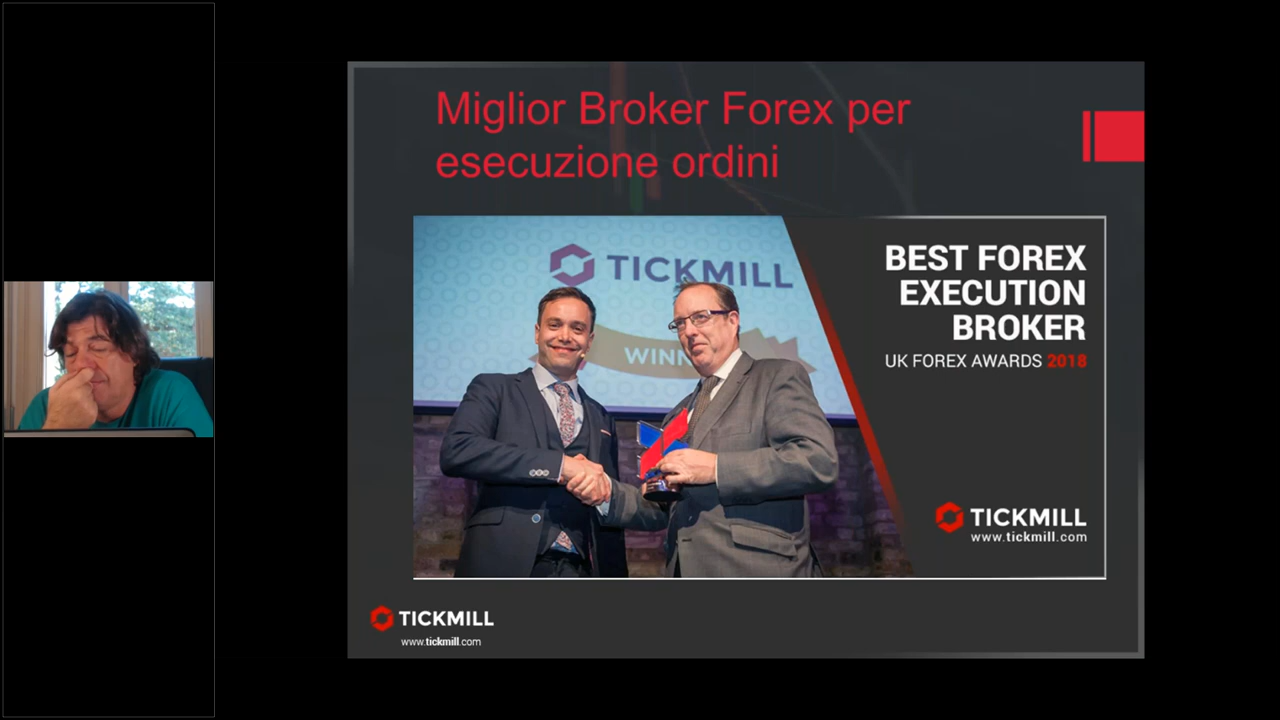 Miglior Broker Forex per
esecuzione ordini
TICKMILL
BEST FOREX
EXECUTION
BROKER
UK FOREX AWARDS 2018
TICKMILL
www.tickmill.com
TICKMILL
www.tickmill.com